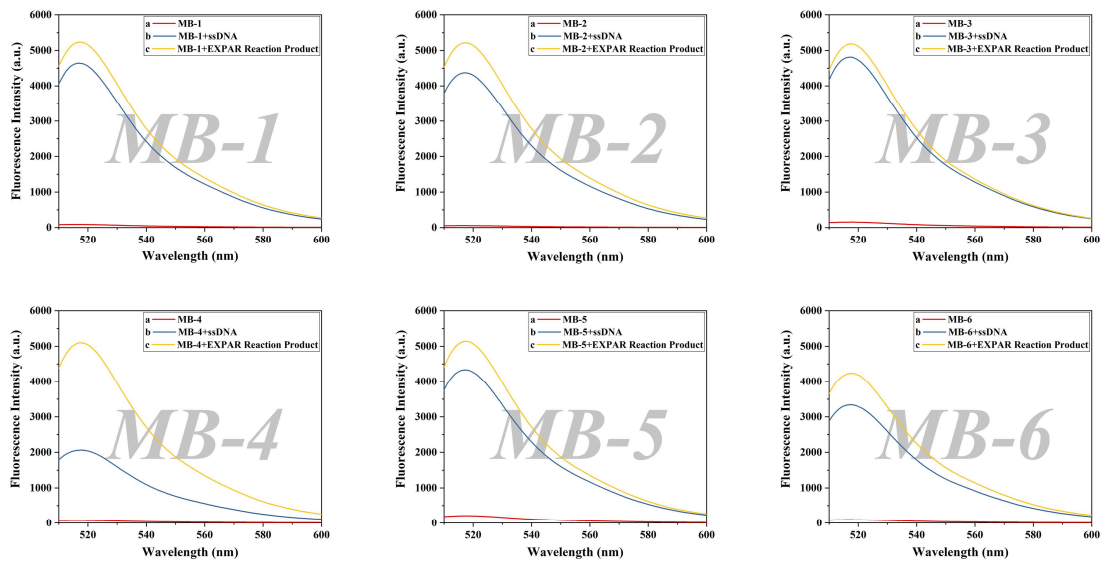 a MB-1
b MB-1+ssDNA
c MB-1+EXPAR Reaction Product
MB-1
Fluorescence Intensity (a.u.)
6000
5000
4000
3000
2000
1000
0
520 540 560 580 600
Wavelength (nm)
a MB-2
b MB-2+ssDNA
c MB-2+EXPAR Reaction Product
MB-2
Fluorescence Intensity (a.u.)
6000
5000
4000
3000
2000
1000
0
520 540 560 580 600
Wavelength (nm)
a MB-3
b MB-3+ssDNA
c MB-3+EXPAR Reaction Product
MB-3
Fluorescence Intensity (a.u.)
6000
5000
4000
3000
2000
1000
0
520 540 560 580 600
Wavelength (nm)
a MB-4
b MB-4+ssDNA
c MB-4+EXPAR Reaction Product
MB-4
Fluorescence Intensity (a.u.)
6000
5000
4000
3000
2000
1000
0
520 540 560 580 600
Wavelength (nm)
a MB-5
b MB-5+ssDNA
c MB-5+EXPAR Reaction Product
MB-5
Fluorescence Intensity (a.u.)
6000
5000
4000
3000
2000
1000
0
520 540 560 580 600
Wavelength (nm)
a MB-6
b MB-6+ssDNA
c MB-6+EXPAR Reaction Product
MB-6
Fluorescence Intensity (a.u.)
6000
5000
4000
3000
2000
1000
0
520 540 560 580 600
Wavelength (nm)